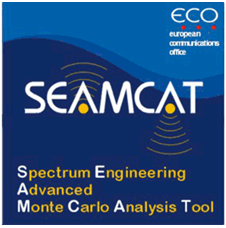 ECO
european
communications
office
SEAMCAT
Spectrum Engineering
Advanced
Monte Carlo Analysis Tool